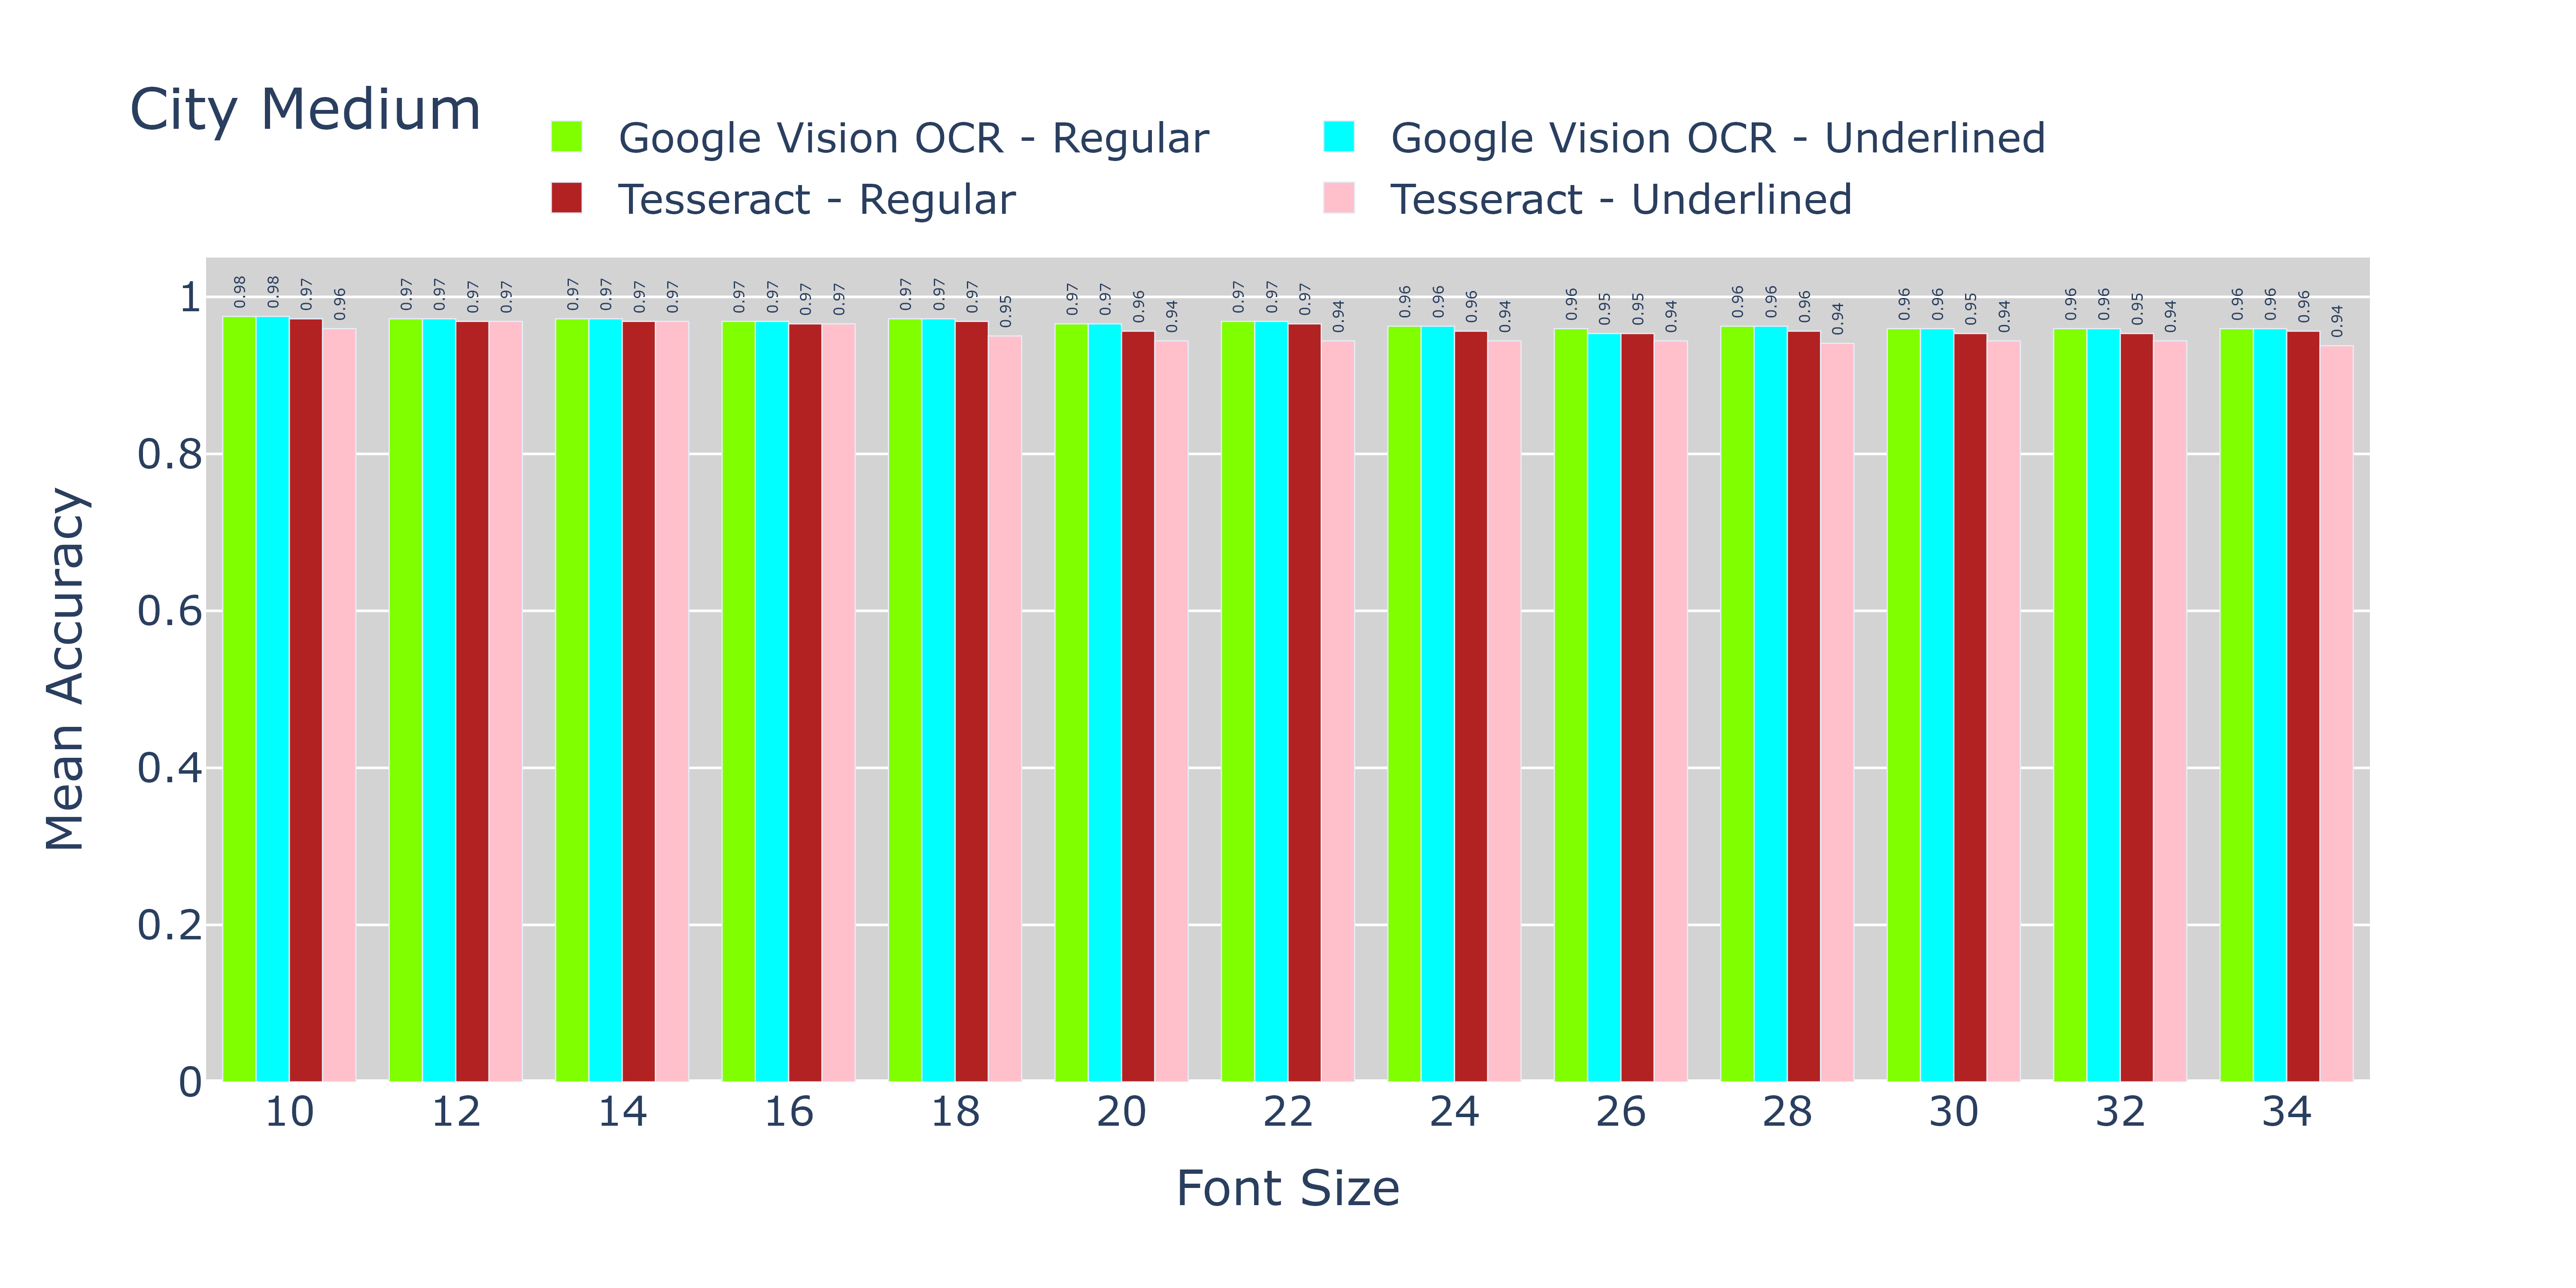 City Medium
Google Vision OCR - Regular
Google Vision OCR - Underlined
Tesseract - Regular
Tesseract - Underlined
0.98 0.98 0.97 0.96 0.97 0.97 0.97 0.97 0.97 0.97 0.97 0.97 0.97 0.97 0.97 0.97 0.97 0.97 0.97 0.95 0.97 0.97 0.96 0.94 0.97 0.97 0.97 0.94 0.96 0.96 0.96 0.94 0.96 0.95 0.95 0.94 0.96 0.96 0.96 0.94 0.96 0.96 0.95 0.94 0.96 0.96 0.95 0.94 0.96 0.96 0.96 0.94
1
0.8
0.6
0.4
0.2
0
Mean Accuracy
10 12 14 16 18 20 22 24 26 28 30 32 34
Font Size